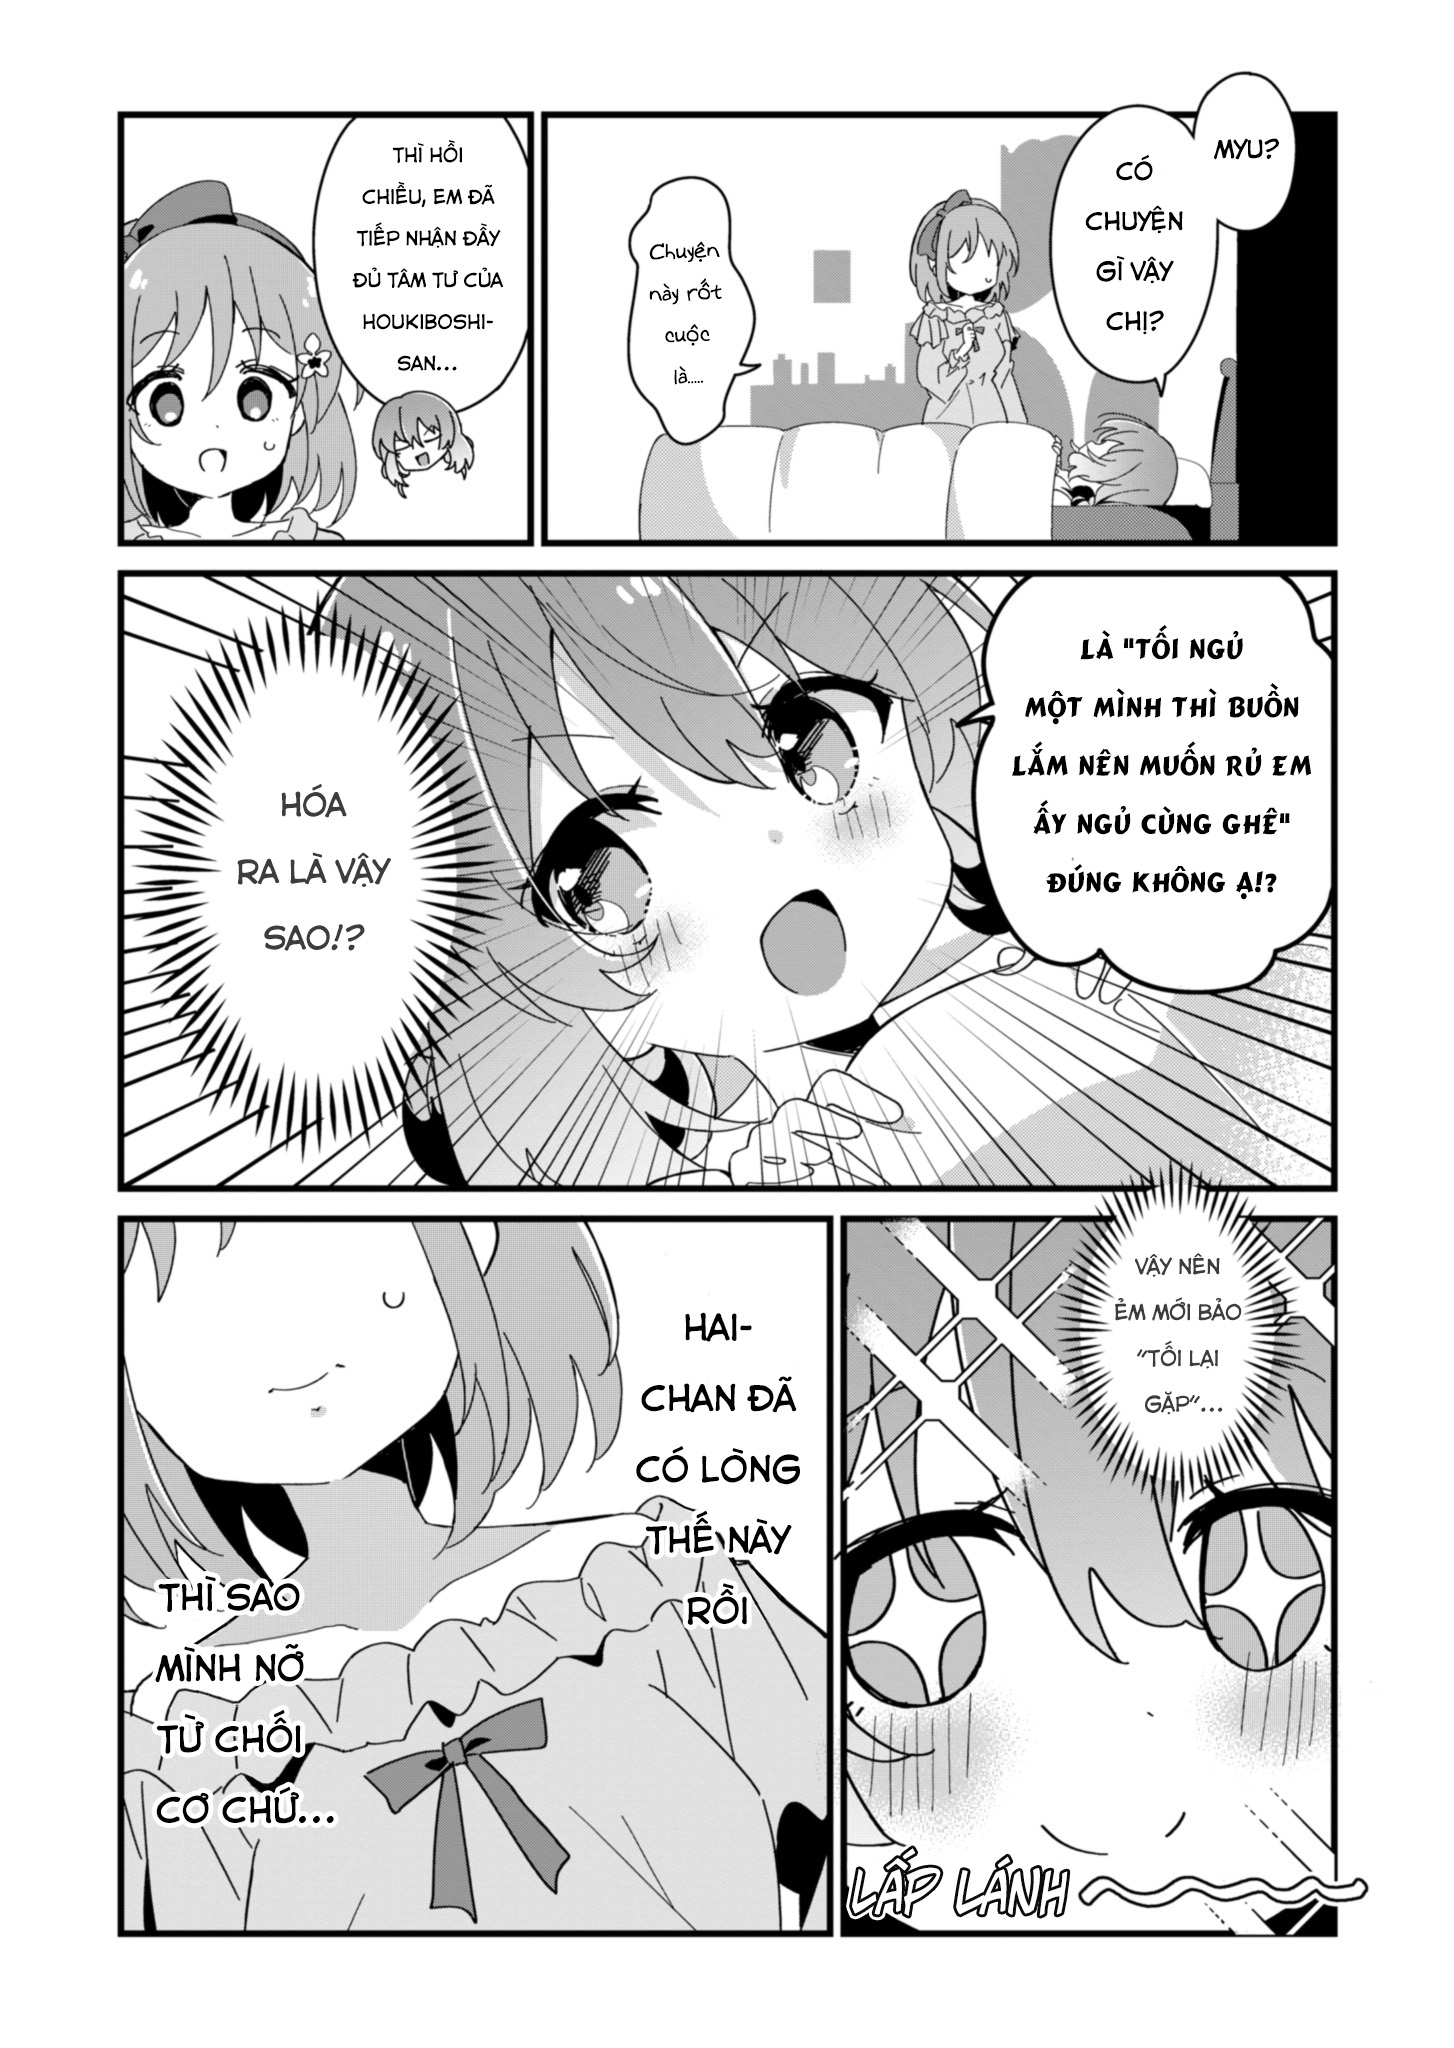 MYU?
CÓ
CHUYỆN
GÌ VẬY
CHỊ?
Chuyện
này rốt
cuộc
là.....
THÌ HỒI
CHIỀU, EM ĐÃ
TIẾP NHẬN ĐẦY
ĐỦ TÂM TƯ CỦA
HOUKIBOSHI-
SAN...
LÀ "TỐI NGỦ
MỘT MÌNH THÌ BUỒN
LẮM NÊN MUỐN RỦ EM
ẤY NGỦ CÙNG GHÊ"
ĐÚNG KHÔNG Ạ!?
HÓA
RA LÀ VẬY
SAO!?
VẬY NÊN
ẺM MỚI BẢO
"TỐI LẠI
GẶP"...
LẤP LÁNH
HAI-
CHAN ĐÃ
CÓ LÒNG
THẾ NÀY
RỒI
THÌ SAO
MÌNH NỠ
TỪ CHỐI
CƠ CHỨ...